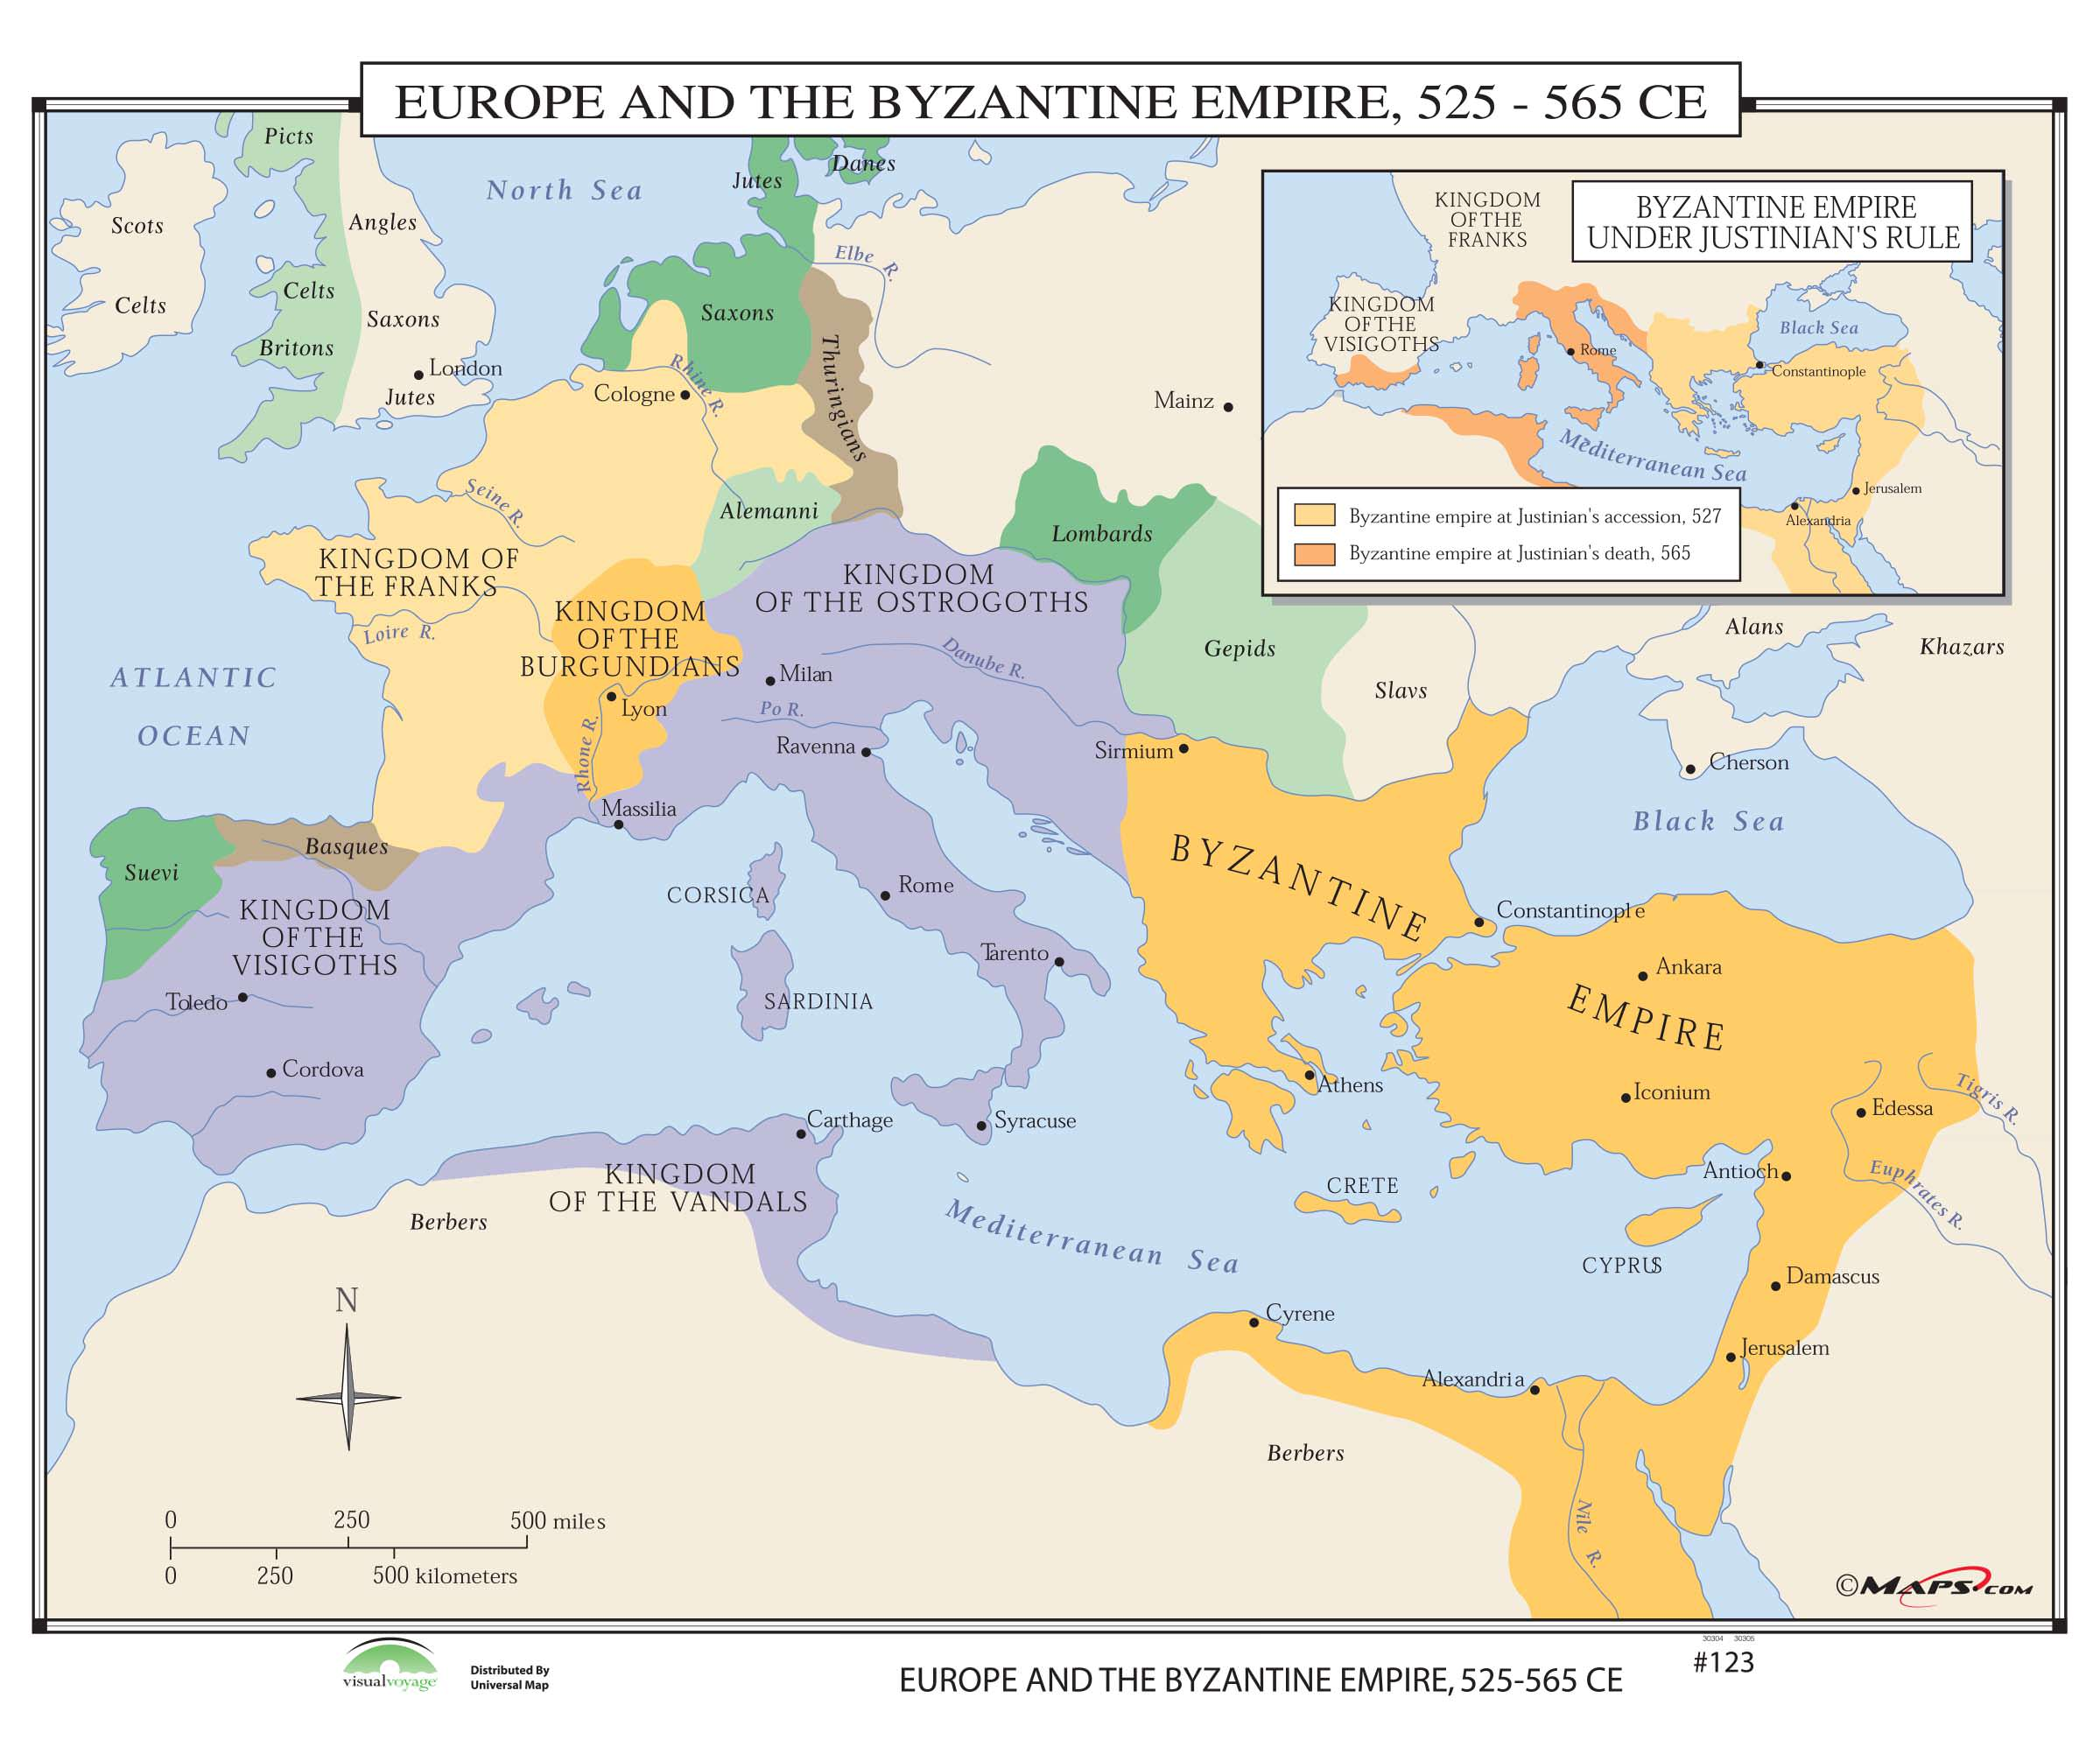 EUROPE AND THE BYZANTINE EMPIRE, 525 - 565 CE
Picts
Scots
Angles
Celts
Celts
Saxons
Britons
London
Jutes
North Sea
Jutes
Danes
Elbe R.
Saxons
Thuringians
Rhine R.
Cologne
Mainz
Seine R.
Alemanni
Lombards
KINGDOM OF
THE FRANKS
Loire R.
KINGDOM
OF THE
BURGUNDIANS
KINGDOM
OF THE OSTROGOTHS
Danube R.
Gepids
Slavs
Alans
Khazars
ATLANTIC
OCEAN
Milan
Lyon
Po R.
Rhone R.
Ravenna
Sirmium
Cherson
Black Sea
Massilia
Basques
Suevi
BYZANTINE
EMPIRE
CORSICA
Rome
Constantinople
KINGDOM
OF THE
VISIGOTHS
Tarento
Ankara
Toledo
SARDINIA
Cordova
Athens
Iconium
Edessa
Tigris R.
Carthage
Syracuse
Antioch
Euphrates R.
KINGDOM
OF THE VANDALS
CRETE
Berbers
Mediterranean Sea
CYPRUS
Damascus
Cyrene
Jerusalem
Alexandria
Berbers
Nile R.
N
0 250 500 miles
0 250 500 kilometers
BYZANTINE EMPIRE
UNDER JUSTINIAN'S RULE
KINGDOM
OF THE
FRANKS
KINGDOM
OF THE
VISIGOTHS
Black Sea
Rome
Constantinople
Mediterranean Sea
Jerusalem
Alexandria
Byzantine empire at Justinian's accession, 527
Byzantine empire at Justinian's death, 565
©MAPS.COM
30304 30305
visualvoyage
Distributed By
Universal Map
EUROPE AND THE BYZANTINE EMPIRE, 525-565 CE
#123